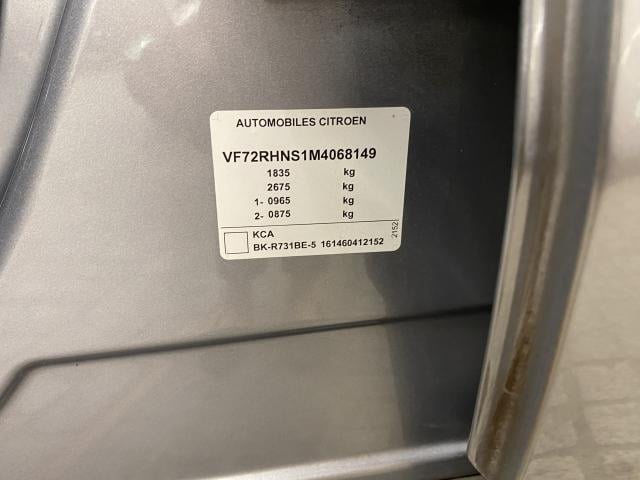 AUTOMOBILES CITROEN
VF72RHNS1M4068149
1835 kg
2675 kg
1- 0965 kg
2- 0875 kg
KCA
BK-R731BE-5 161460412152
2152